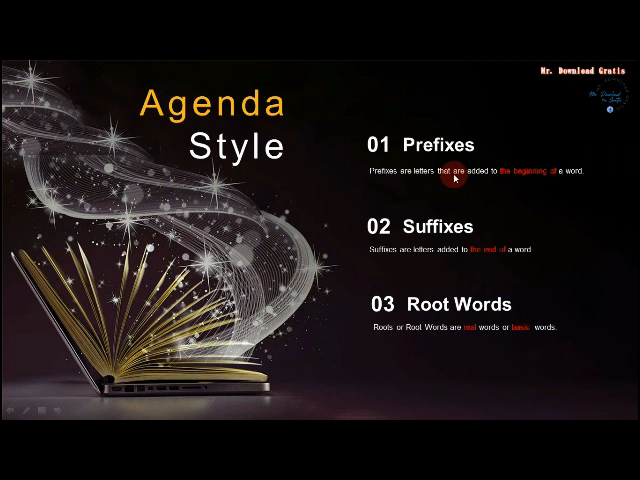 Mr. Download Gratis
Agenda
Style
01 Prefixes
Prefixes are letters that are added to the beginning of a word.
02 Suffixes
Suffixes are letters added to the end of a word
03 Root Words
Roots or Root Words are real words or basic words.